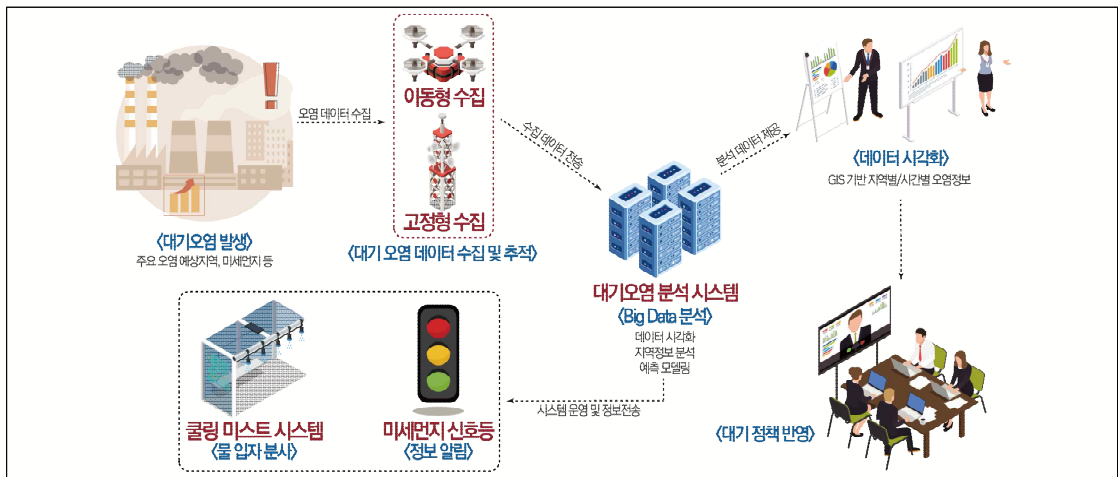 이동형 수집
고정형 수집
〈대기 오염 데이터 수집 및 추적〉
오염 데이터 수집
〈대기오염 발생〉
주요 오염 예상지역, 미세먼지 등
수집 데이터 전송
대기오염 분석 시스템
〈Big Data 분석〉
데이터 시각화
지역정보 분석
예측 모델링
분석 데이터 제공
〈데이터 시각화〉
GIS 기반 지역별/시간별 오염정보
〈대기 정책 반영〉
시스템 운영 및 정보전송
쿨링 미스트 시스템
〈물 입자 분사〉
미세먼지 신호등
〈정보 알림〉